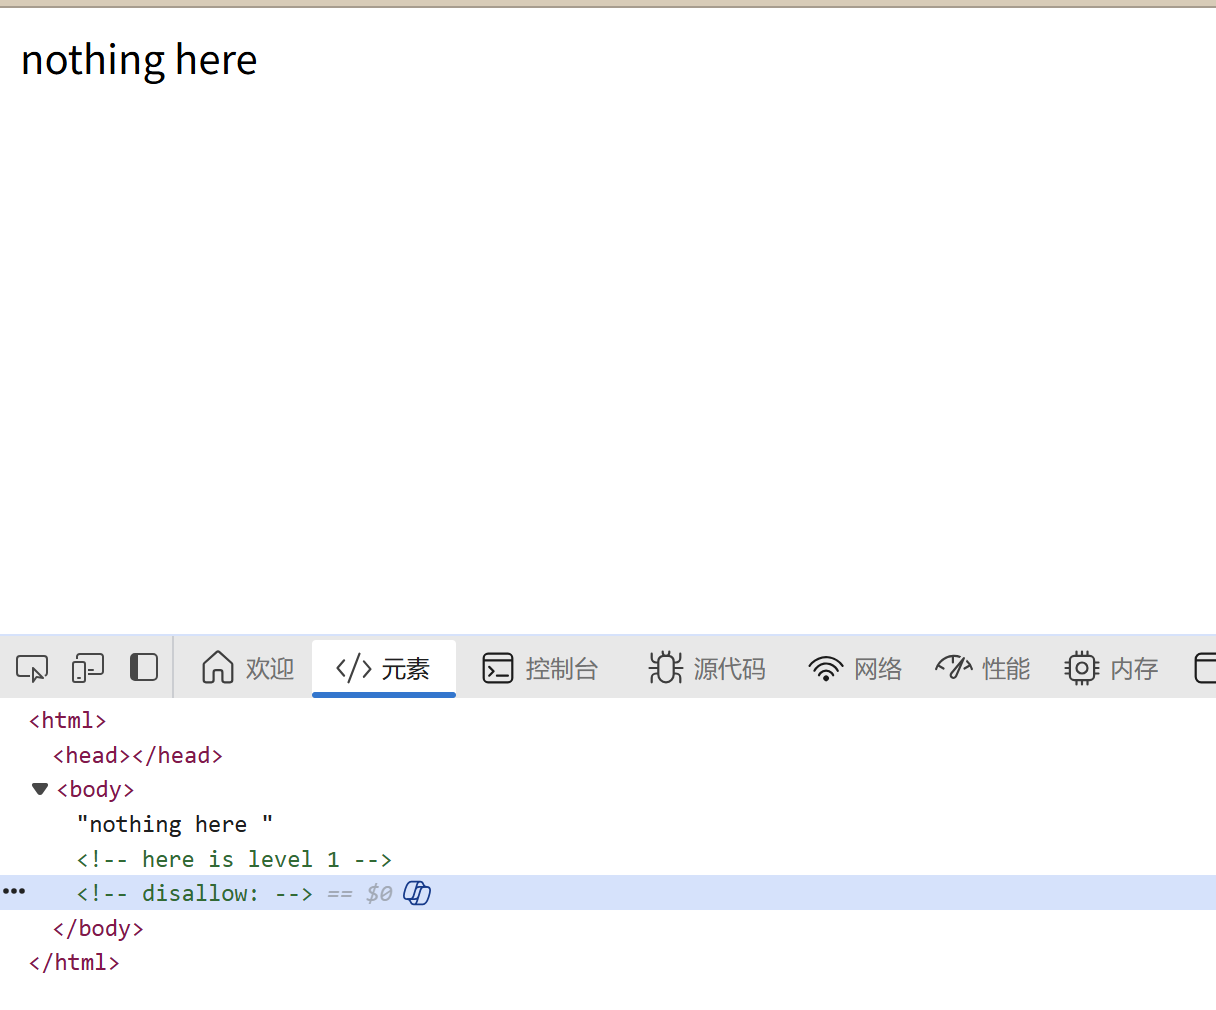 nothing here
欢迎 </> 元素 控制台 源代码 网络 性能 内存
<html>
<head></head>
<body>
"nothing here "
<!-- here is level 1 -->
<!-- disallow: --> == $0
</body>
</html>